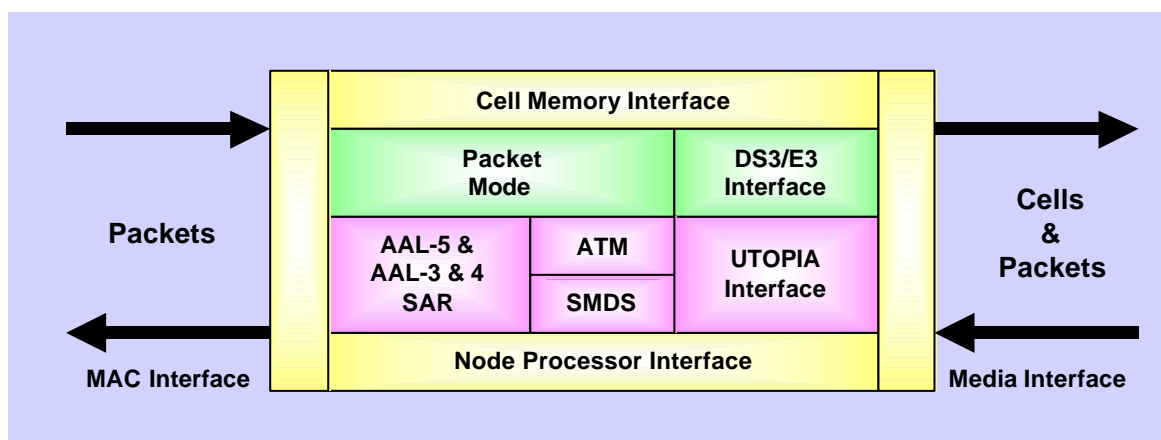 Cell Memory Interface
Packet
Mode
DS3/E3
Interface
Packets
AAL-5 &
AAL-3 & 4
SAR
ATM
SMDS
UTOPIA
Interface
Cells
&
Packets
Node Processor Interface
MAC Interface
Media Interface